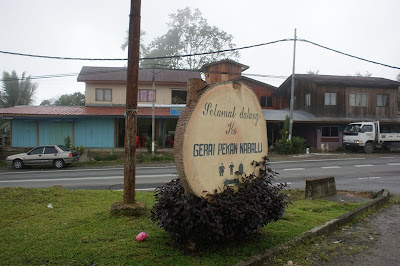 Selamat datang
Ke
GERAI PEKAN NABALU